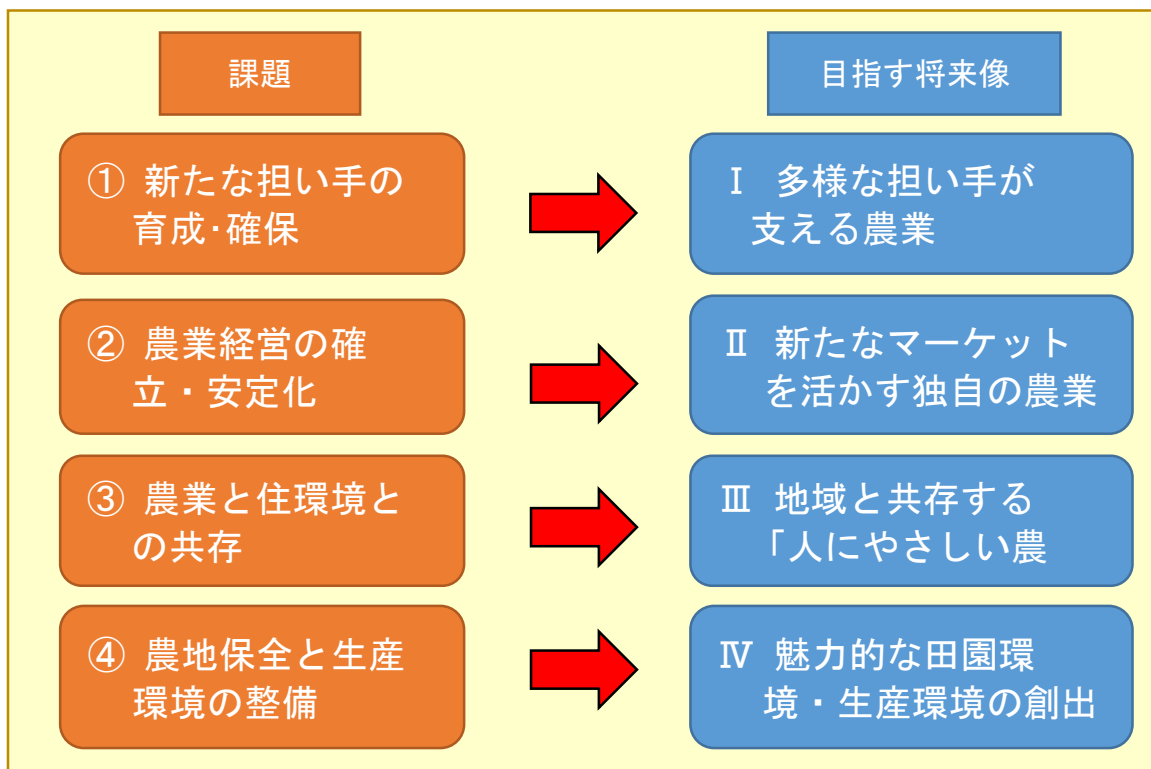 課題
目指す将来像
① 新たな担い手の
育成・確保
Ⅰ 多様な担い手が
支える農業
② 農業経営の確
立・安定化
Ⅱ 新たなマーケット
を活かす独自の農業
③ 農業と住環境と
の共存
Ⅲ 地域と共存する
「人にやさしい農
④ 農地保全と生産
環境の整備
Ⅳ 魅力的な田園環
境・生産環境の創出